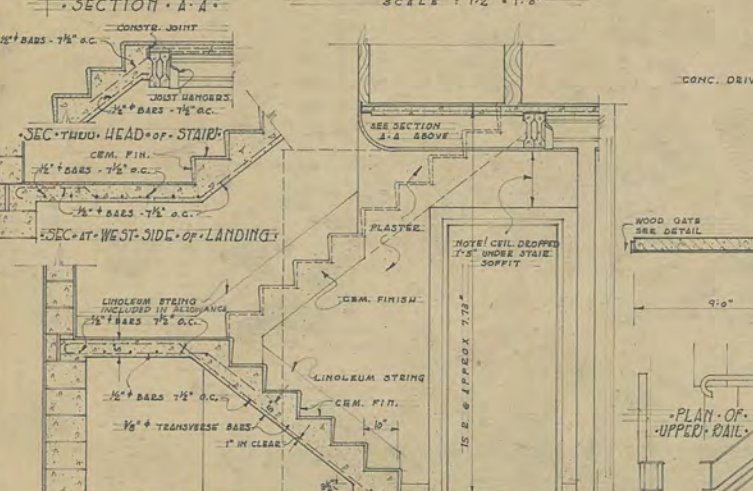 • SECTION • A-A •
SCALE : 1/2" = 1'-0"
CONSTR. JOINT
1/2" ϕ BARS - 7 1/2" O.C.
JOIST HANGERS
1/2" ϕ BARS - 7 1/2" O.C.
• SEC • THRU • HEAD • OF • STAIR •
CEM. FIN.
1/2" ϕ BARS - 7 1/2" O.C.
1/2" ϕ BARS - 7 1/2" O.C.
• SEC • AT • WEST • SIDE • OF • LANDING •
SEE SECTION
A-A ABOVE
PLASTER
NOTE! CEIL. DROPPED
1'-5" UNDER STAIR
SOFFIT
CONC. DRIV
WOOD GATE
SEE DETAIL
9'-0"
LINOLEUM STRING
INCLUDED IN ALLOWANCE
1/2" ϕ BARS 7 1/2" O.C.
CEM. FINISH
LINOLEUM STRING
CEM. FIN.
10"
1/2" ϕ BARS 7 1/2" O.C.
3/8" ϕ TRANSVERSE BARS
1" IN CLEAR
15 R. @ APPROX 7.73"
• PLAN • OF •
• UPPER • RAIL •